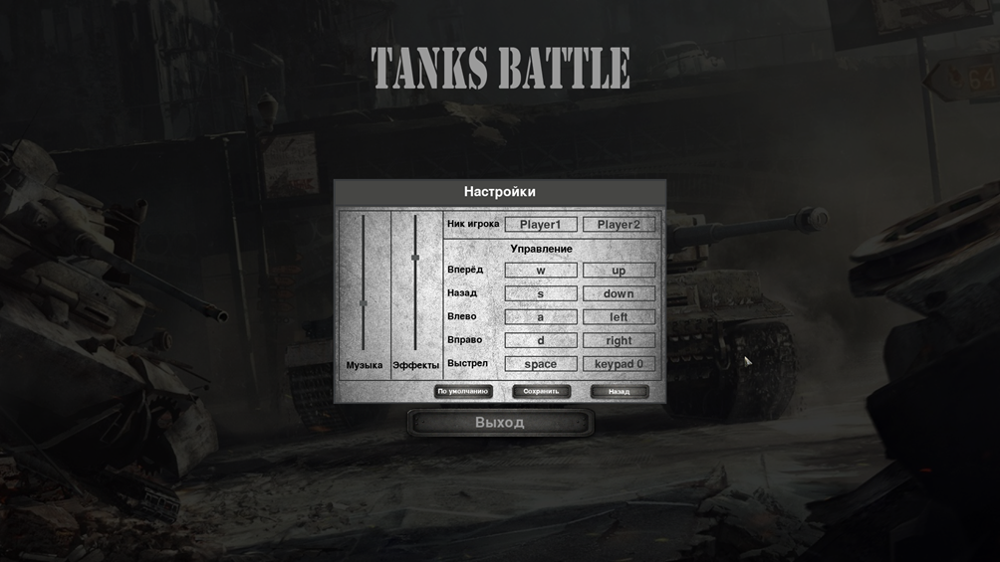 TANKS BATTLE
Настройки
Ник игрока Player1 Player2
Управление
Вперёд w up
Назад s down
Влево a left
Вправо d right
Выстрел space keypad 0
Музыка Эффекты
По умолчанию Сохранить Назад
Выход